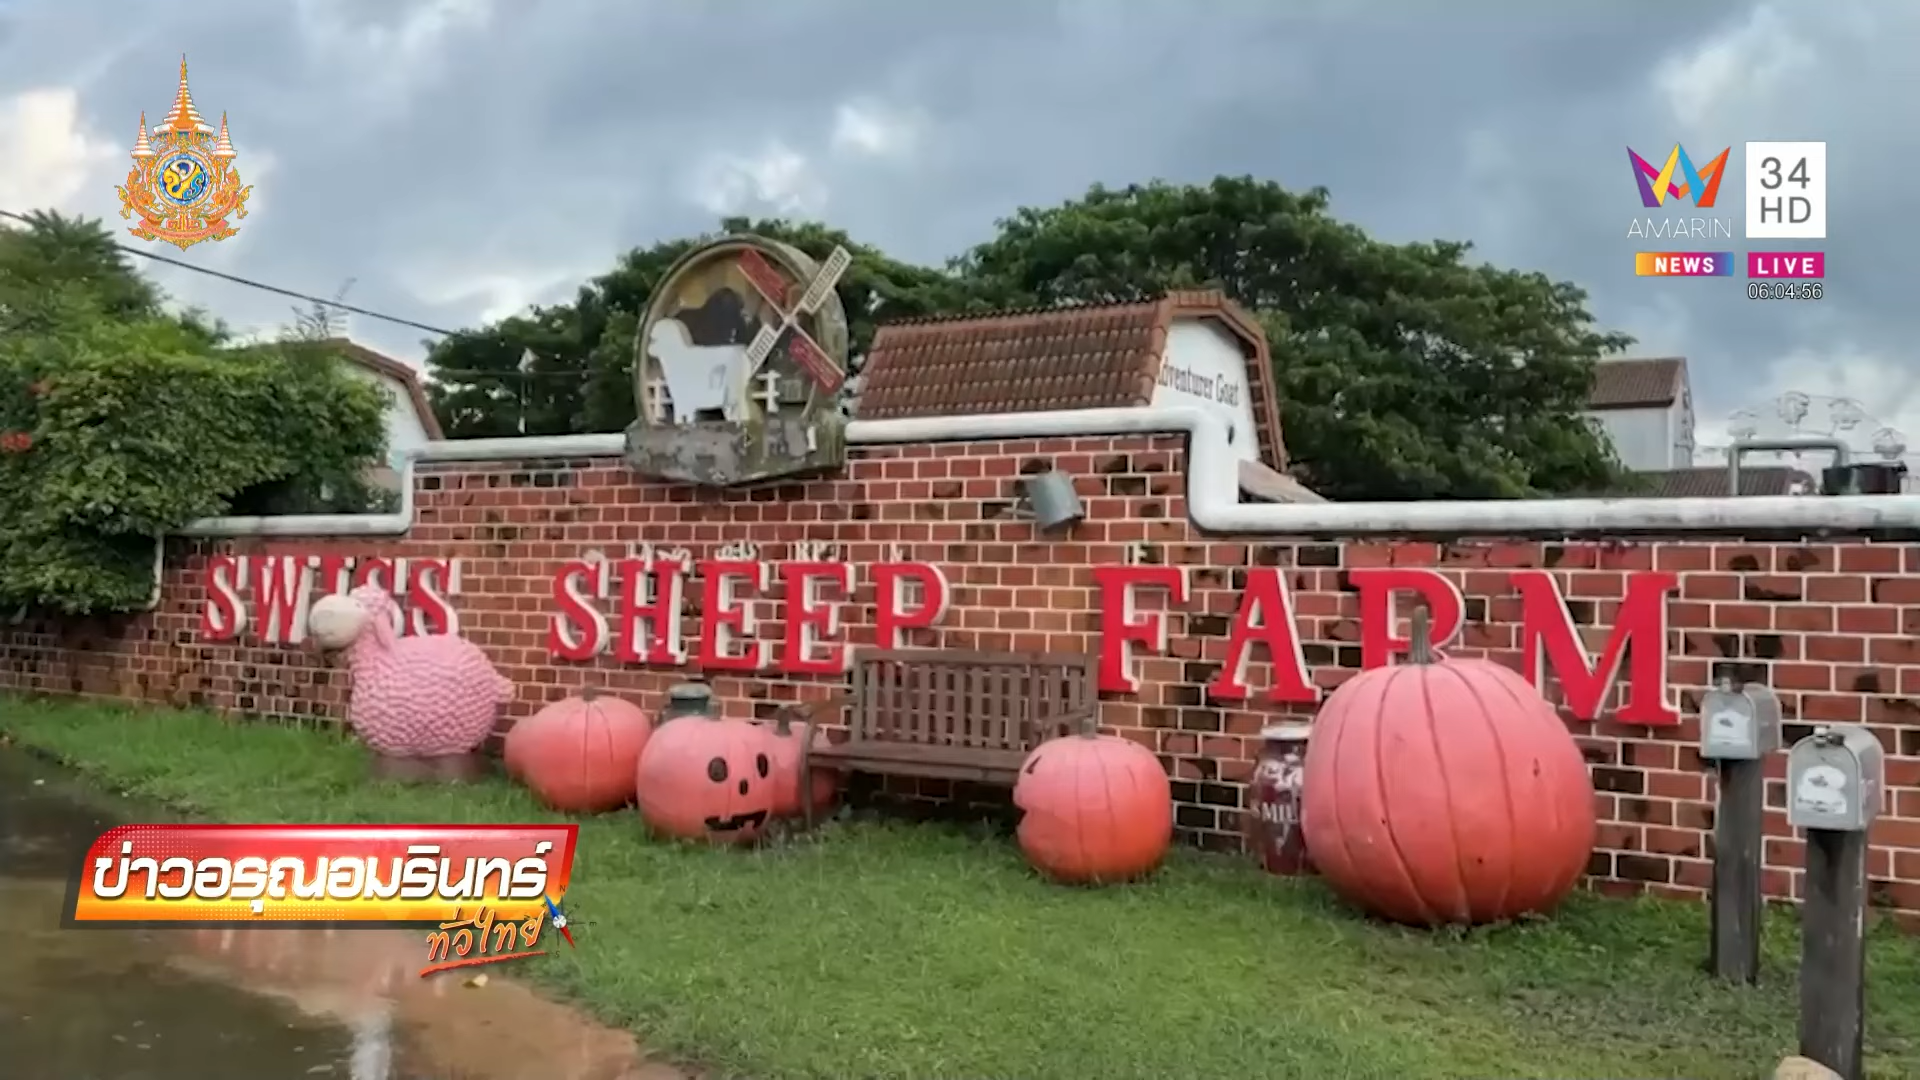 34
HD
AMARIN
NEWS LIVE
06:04:56
Adventurer Goat
SWISS SHEEP FARM
ข่าวอรุณอมรินทร์
ทั่วไทย